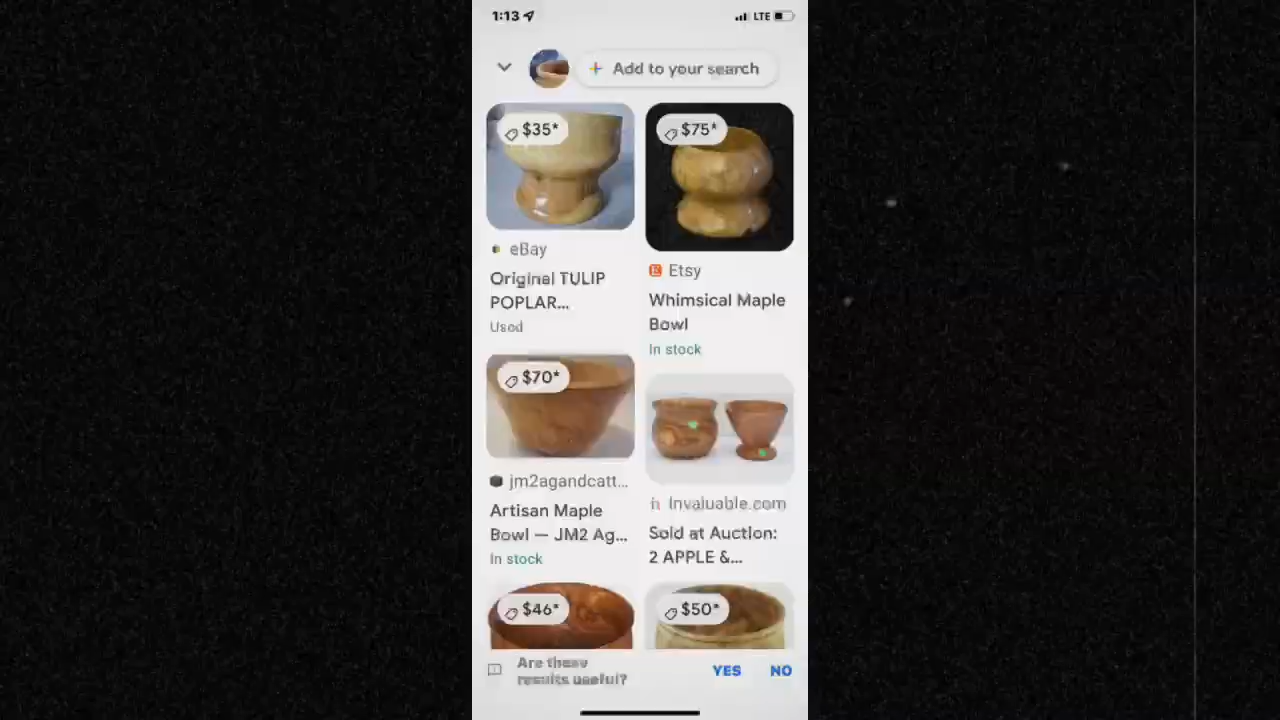 1:13
LTE
Add to your search
$35*
eBay
Original TULIP
POPLAR...
Used
$75*
Etsy
Whimsical Maple
Bowl
In stock
$70*
jm2agandcatt...
Artisan Maple
Bowl — JM2 Ag...
In stock
Invaluable.com
Sold at Auction:
2 APPLE &...
$46*
$50*
Are these
results useful?
YES
NO